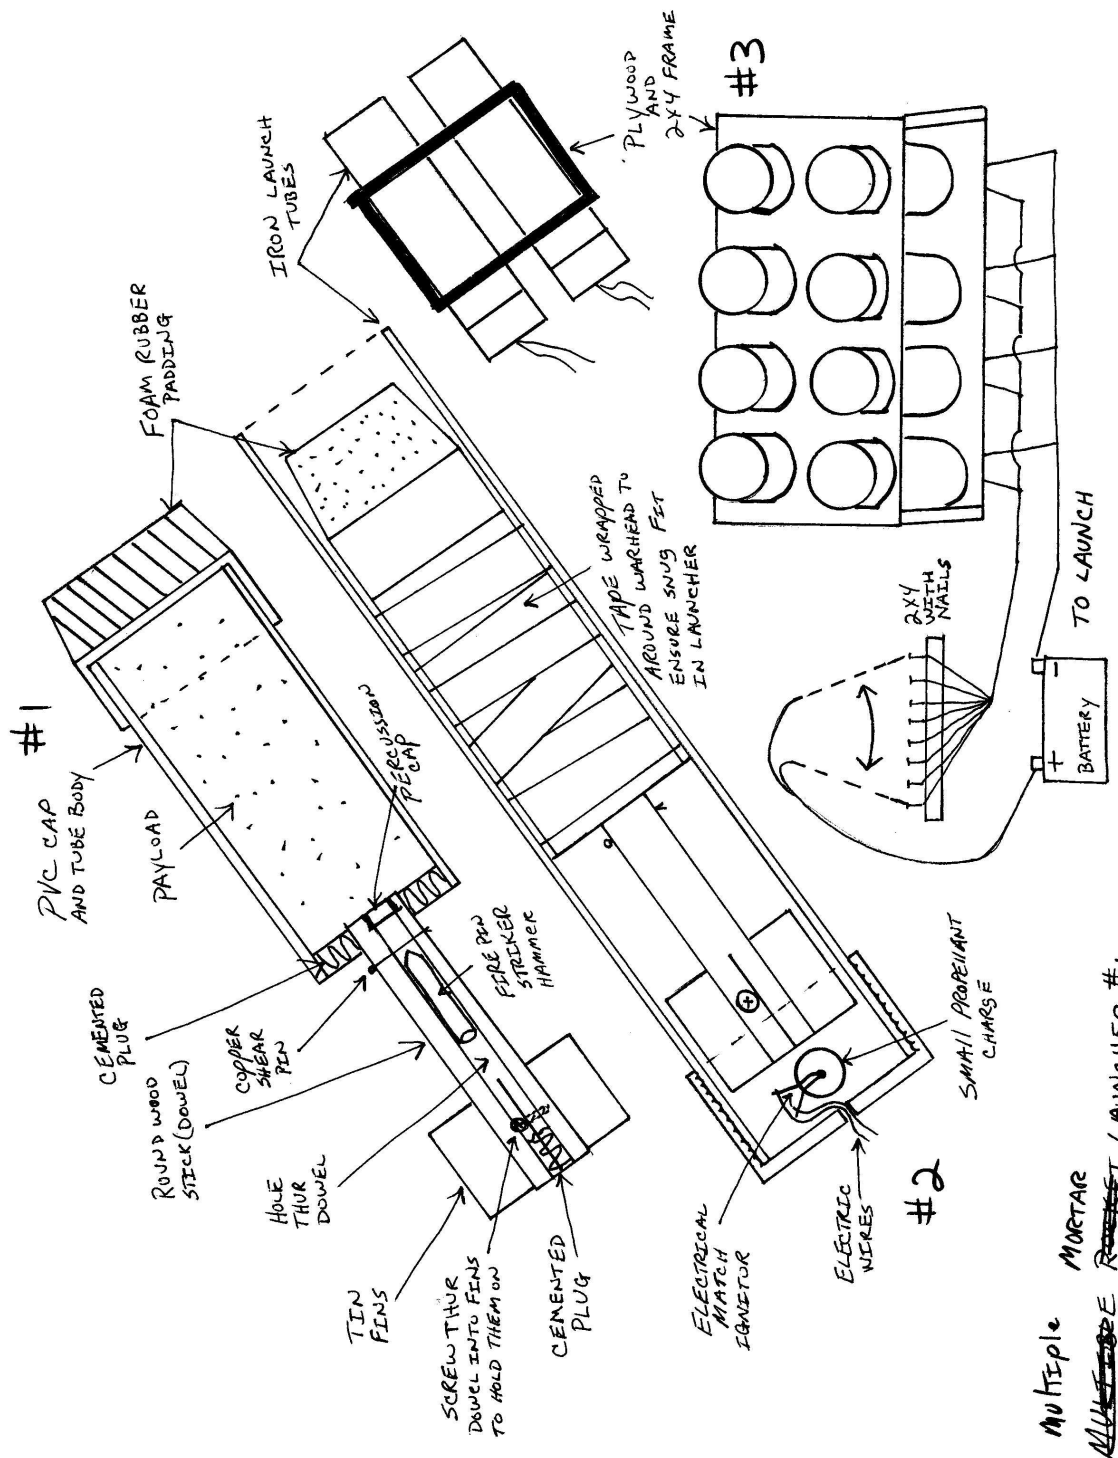 #1
PVC CAP
AND TUBE BODY
PAYLOAD
FOAM RUBBER
PADDING
CEMENTED
PLUG
ROUND WOOD
STICK (DOWEL)
COPPER
SHEAR
PIN
PERCUSSION
CAP
FIRE PIN
STRIKER
HAMMER
HOLE
THUR
DOWEL
TIN
FINS
SCREW THUR
DOWEL INTO FINS
TO HOLD THEM ON
CEMENTED
PLUG
IRON LAUNCH
TUBES
TAPE WRAPPED
AROUND WARHEAD TO
ENSURE SNUG FIT
IN LAUNCHER
ELECTRICAL
MATCH
IGNITOR
ELECTRIC
WIRES
#2
SMALL PROPELLANT
CHARGE
PLYWOOD
AND
2X4 FRAME
#3
2X4
WITH
NAILS
+
-
BATTERY
TO LAUNCH
MULTIPLE MORTAR
ROCKET LAUNCHER #